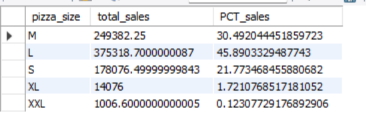 pizza_size total_sales PCT_sales
M 249382.25 30.492044451859723
L 375318.7000000087 45.8903329487743
S 178076.49999999843 21.773468455880682
XL 14076 1.7210768517181052
XXL 1006.6000000000005 0.12307729176892906